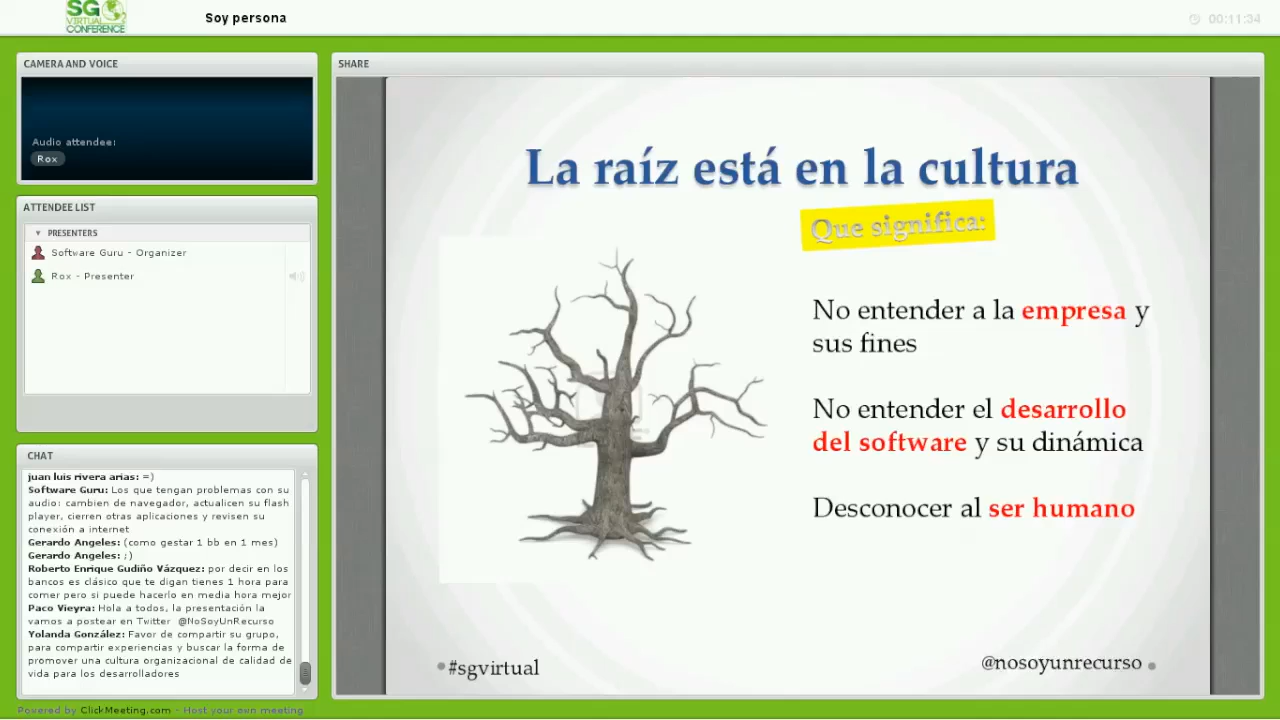 SG
VIRTUAL
CONFERENCE
Soy persona
00:11:34
CAMERA AND VOICE
Audio attendee:
Rox
ATTENDEE LIST
PRESENTERS
Software Guru - Organizer
Rox - Presenter
CHAT
juan luis rivera arias: =)
Software Guru: Los que tengan problemas con su
audio: cambien de navegador, actualicen su flash
player, cierren otras aplicaciones y revisen su
conexión a internet
Gerardo Angeles: (como gestar 1 bb en 1 mes)
Gerardo Angeles: ;)
Roberto Enrique Gudiño Vázquez: por decir en los
bancos es clásico que te digan tienes 1 hora para
comer pero si puede hacerlo en media hora mejor
Paco Vieyra: Hola a todos, la presentación la
vamos a postear en Twitter @NoSoyUnRecurso
Yolanda González: Favor de compartir su grupo,
para compartir experiencias y buscar la forma de
promover una cultura organizacional de calidad de
vida para los desarrolladores
Powered by ClickMeeting.com - Host your own meeting
SHARE
La raíz está en la cultura
Que significa:
No entender a la empresa y
sus fines
No entender el desarrollo
del software y su dinámica
Desconocer al ser humano
#sgvirtual
@nosoyunrecurso